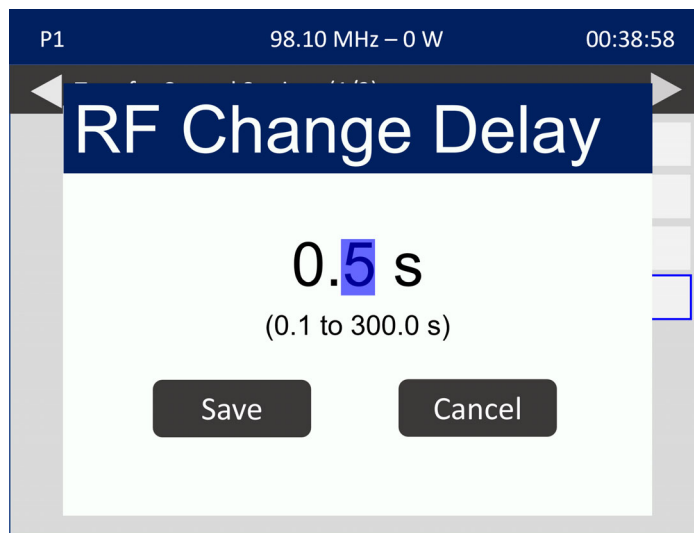 P1 98.10 MHz – 0 W 00:38:58
RF Change Delay
0.5 s
(0.1 to 300.0 s)
Save Cancel